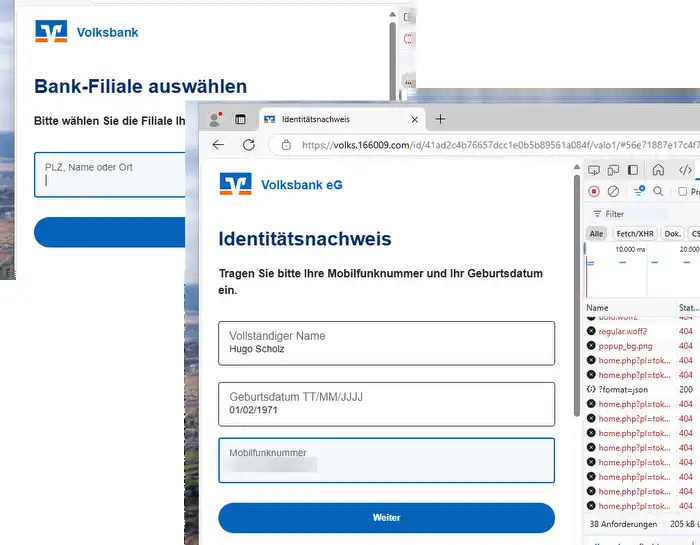 Volksbank
Bank-Filiale auswählen
Bitte wählen Sie die Filiale Ih
PLZ, Name oder Ort
Identitätsnachweis
https://volks.166009.com/id/41ad2c4b76657dcc1e0b5b89561a084f/valo1/#56e71887e17c4f7
Volksbank eG
Identitätsnachweis
Tragen Sie bitte Ihre Mobilfunknummer und Ihr Geburtsdatum
ein.
Vollständiger Name
Hugo Scholz
Geburtsdatum TT/MM/JJJJ
01/02/1971
Mobilfunknummer
Weiter
Filter
Alle Fetch/XHR Dok. CS
10.000 ms 20.000
Name Stat...
bold.woff2 404
regular.woff2 404
popup_bg.png 404
home.php?pl=tok... 404
home.php?pl=tok... 404
?format=json 200
home.php?pl=tok... 404
home.php?pl=tok... 404
home.php?pl=tok... 404
home.php?pl=tok... 404
home.php?pl=tok... 404
home.php?pl=tok... 404
home.php?pl=tok... 404
home.php?pl=tok... 404
38 Anforderungen 205 kB ü